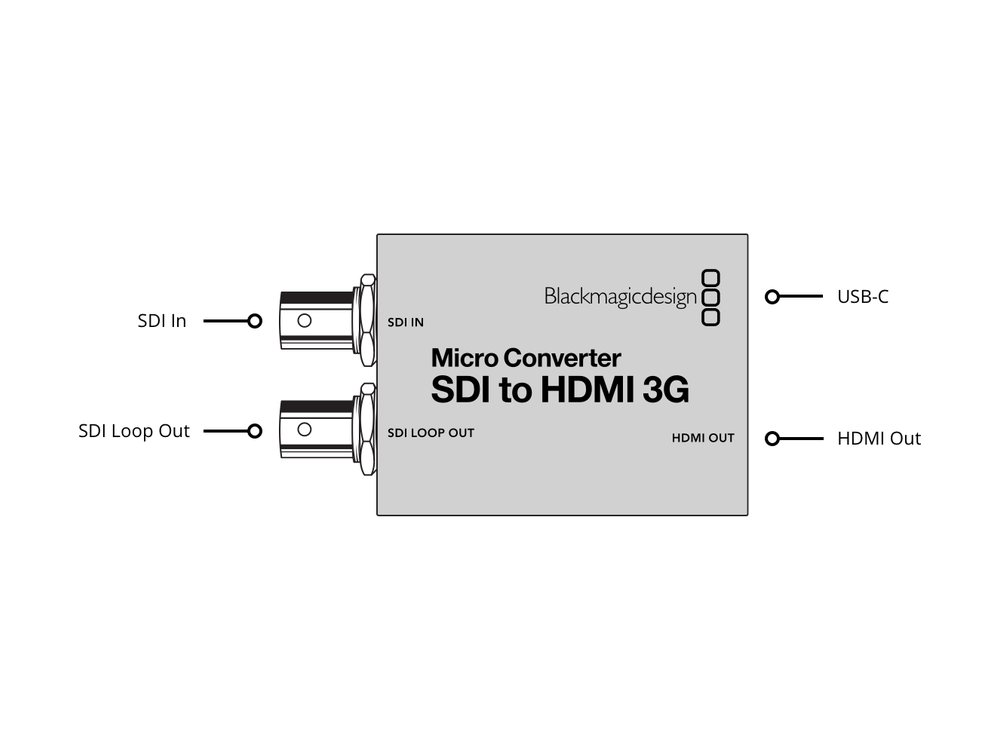 Blackmagicdesign
USB-C
SDI In
SDI IN
Micro Converter
SDI to HDMI 3G
SDI Loop Out
SDI LOOP OUT
HDMI OUT
HDMI Out